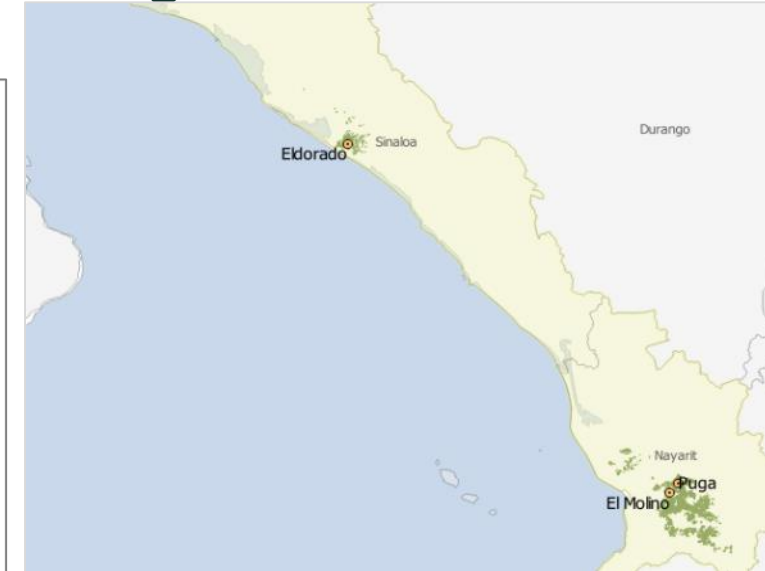 Durango
Sinaloa
Eldorado
Nayarit
Puga
El Molino